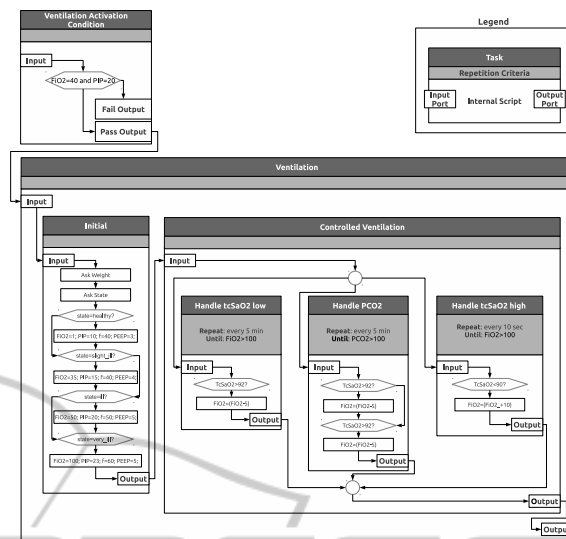 Ventilation Activation
Condition
Input
FiO2=40 and PIP=20
Fail Output
Pass Output
Legend
Task
Repetition Criteria
Input
Port
Internal Script
Output
Port
Ventilation
Input
Initial
Input
Ask Weight
Ask State
state=healthy?
FiO2=1; PIP=10; f=40; PEEP=3;
state=slight_ill?
FiO2=35; PIP=15; f=40; PEEP=4;
state=ill?
FiO2=50; PIP=20; f=50; PEEP=5;
state=very_ill?
FiO2=100; PIP=23; f=60; PEEP=5;
Output
Controlled Ventilation
Input
Handle tcSaO2 low
Repeat: every 5 min
Until: FiO2>100
Input
TcSaO2>92?
FiO2=(FiO2-5)
Output
Handle PCO2
Repeat: every 5 min
Until: PCO2>100
Input
TcSaO2>92?
FiO2=(FiO2-5)
TcSaO2>92?
FiO2=(FiO2-5)
Output
Handle tcSaO2 high
Repeat: every 10 sec
Until: FiO2>100
Input
TcSaO2<90?
FiO2=(FiO2_+10)
Output
Output
Output